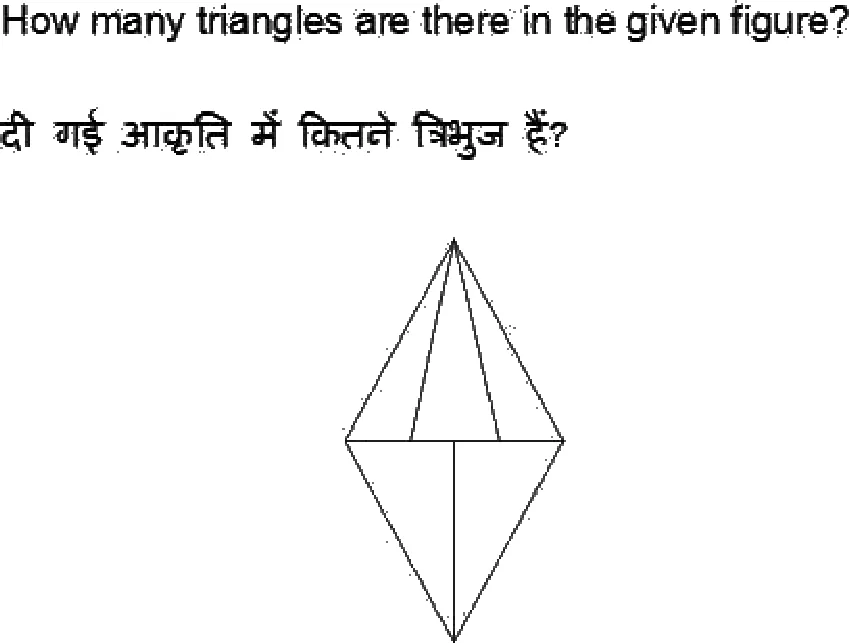 How many triangles are there in the given figure?
दी गई आकृति में कितने त्रिभुज हैं?